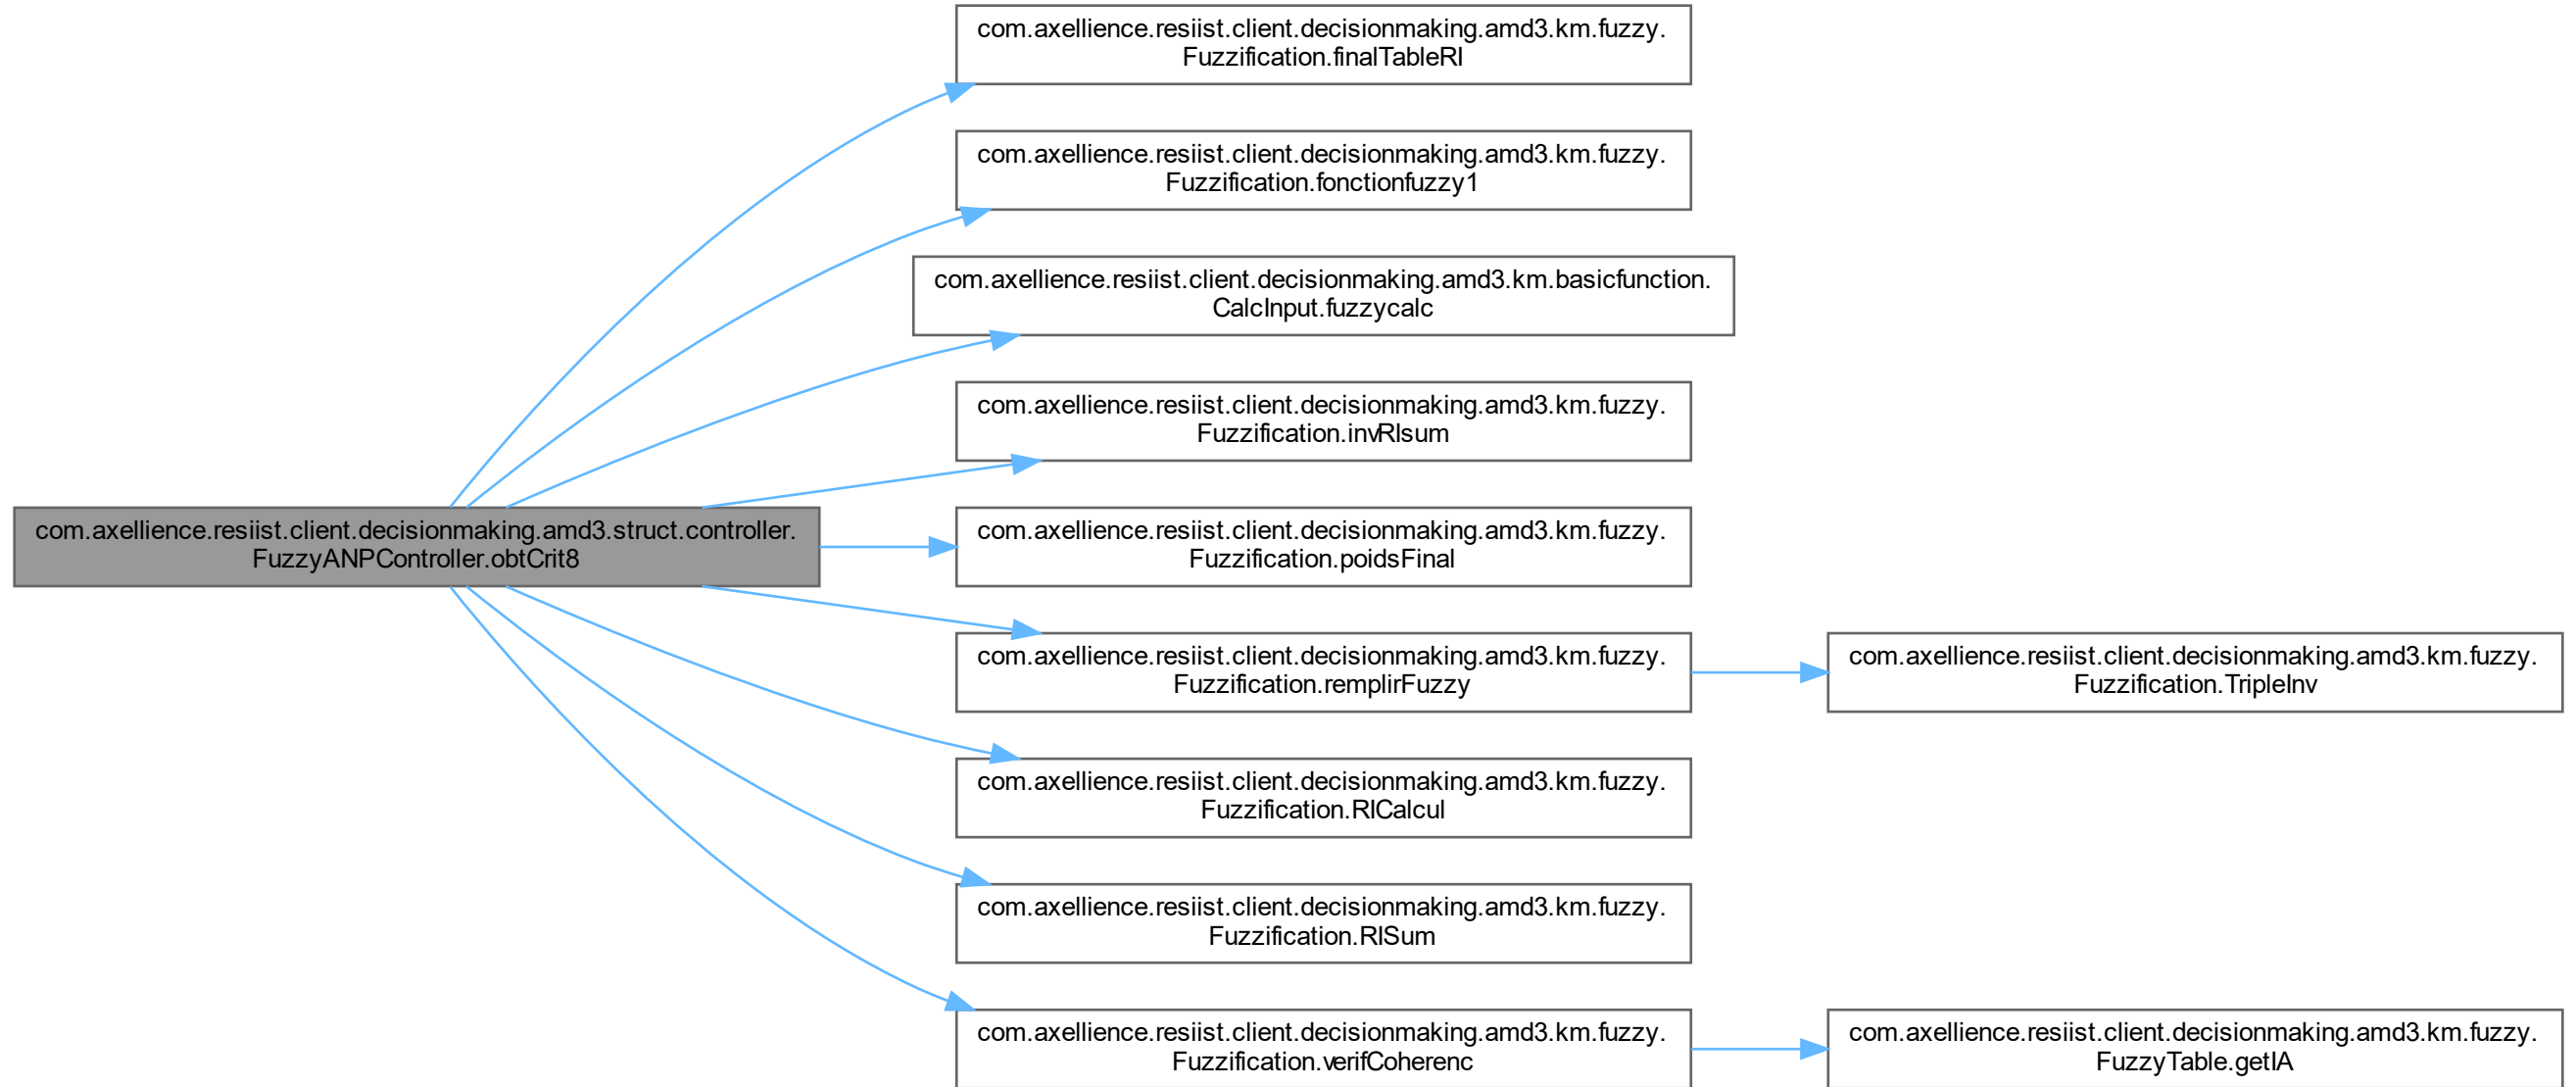 com.axellience.resiist.client.decisionmaking.amd3.struct.controller.
FuzzyANPController.obtCrit8
com.axellience.resiist.client.decisionmaking.amd3.km.fuzzy.
Fuzzification.finalTableRI
com.axellience.resiist.client.decisionmaking.amd3.km.fuzzy.
Fuzzification.fonctionfuzzy1
com.axellience.resiist.client.decisionmaking.amd3.km.basicfunction.
CalcInput.fuzzycalc
com.axellience.resiist.client.decisionmaking.amd3.km.fuzzy.
Fuzzification.invRIsum
com.axellience.resiist.client.decisionmaking.amd3.km.fuzzy.
Fuzzification.poidsFinal
com.axellience.resiist.client.decisionmaking.amd3.km.fuzzy.
Fuzzification.remplirFuzzy
com.axellience.resiist.client.decisionmaking.amd3.km.fuzzy.
Fuzzification.TripleInv
com.axellience.resiist.client.decisionmaking.amd3.km.fuzzy.
Fuzzification.RICalcul
com.axellience.resiist.client.decisionmaking.amd3.km.fuzzy.
Fuzzification.RISum
com.axellience.resiist.client.decisionmaking.amd3.km.fuzzy.
Fuzzification.verifCoherenc
com.axellience.resiist.client.decisionmaking.amd3.km.fuzzy.
FuzzyTable.getIA